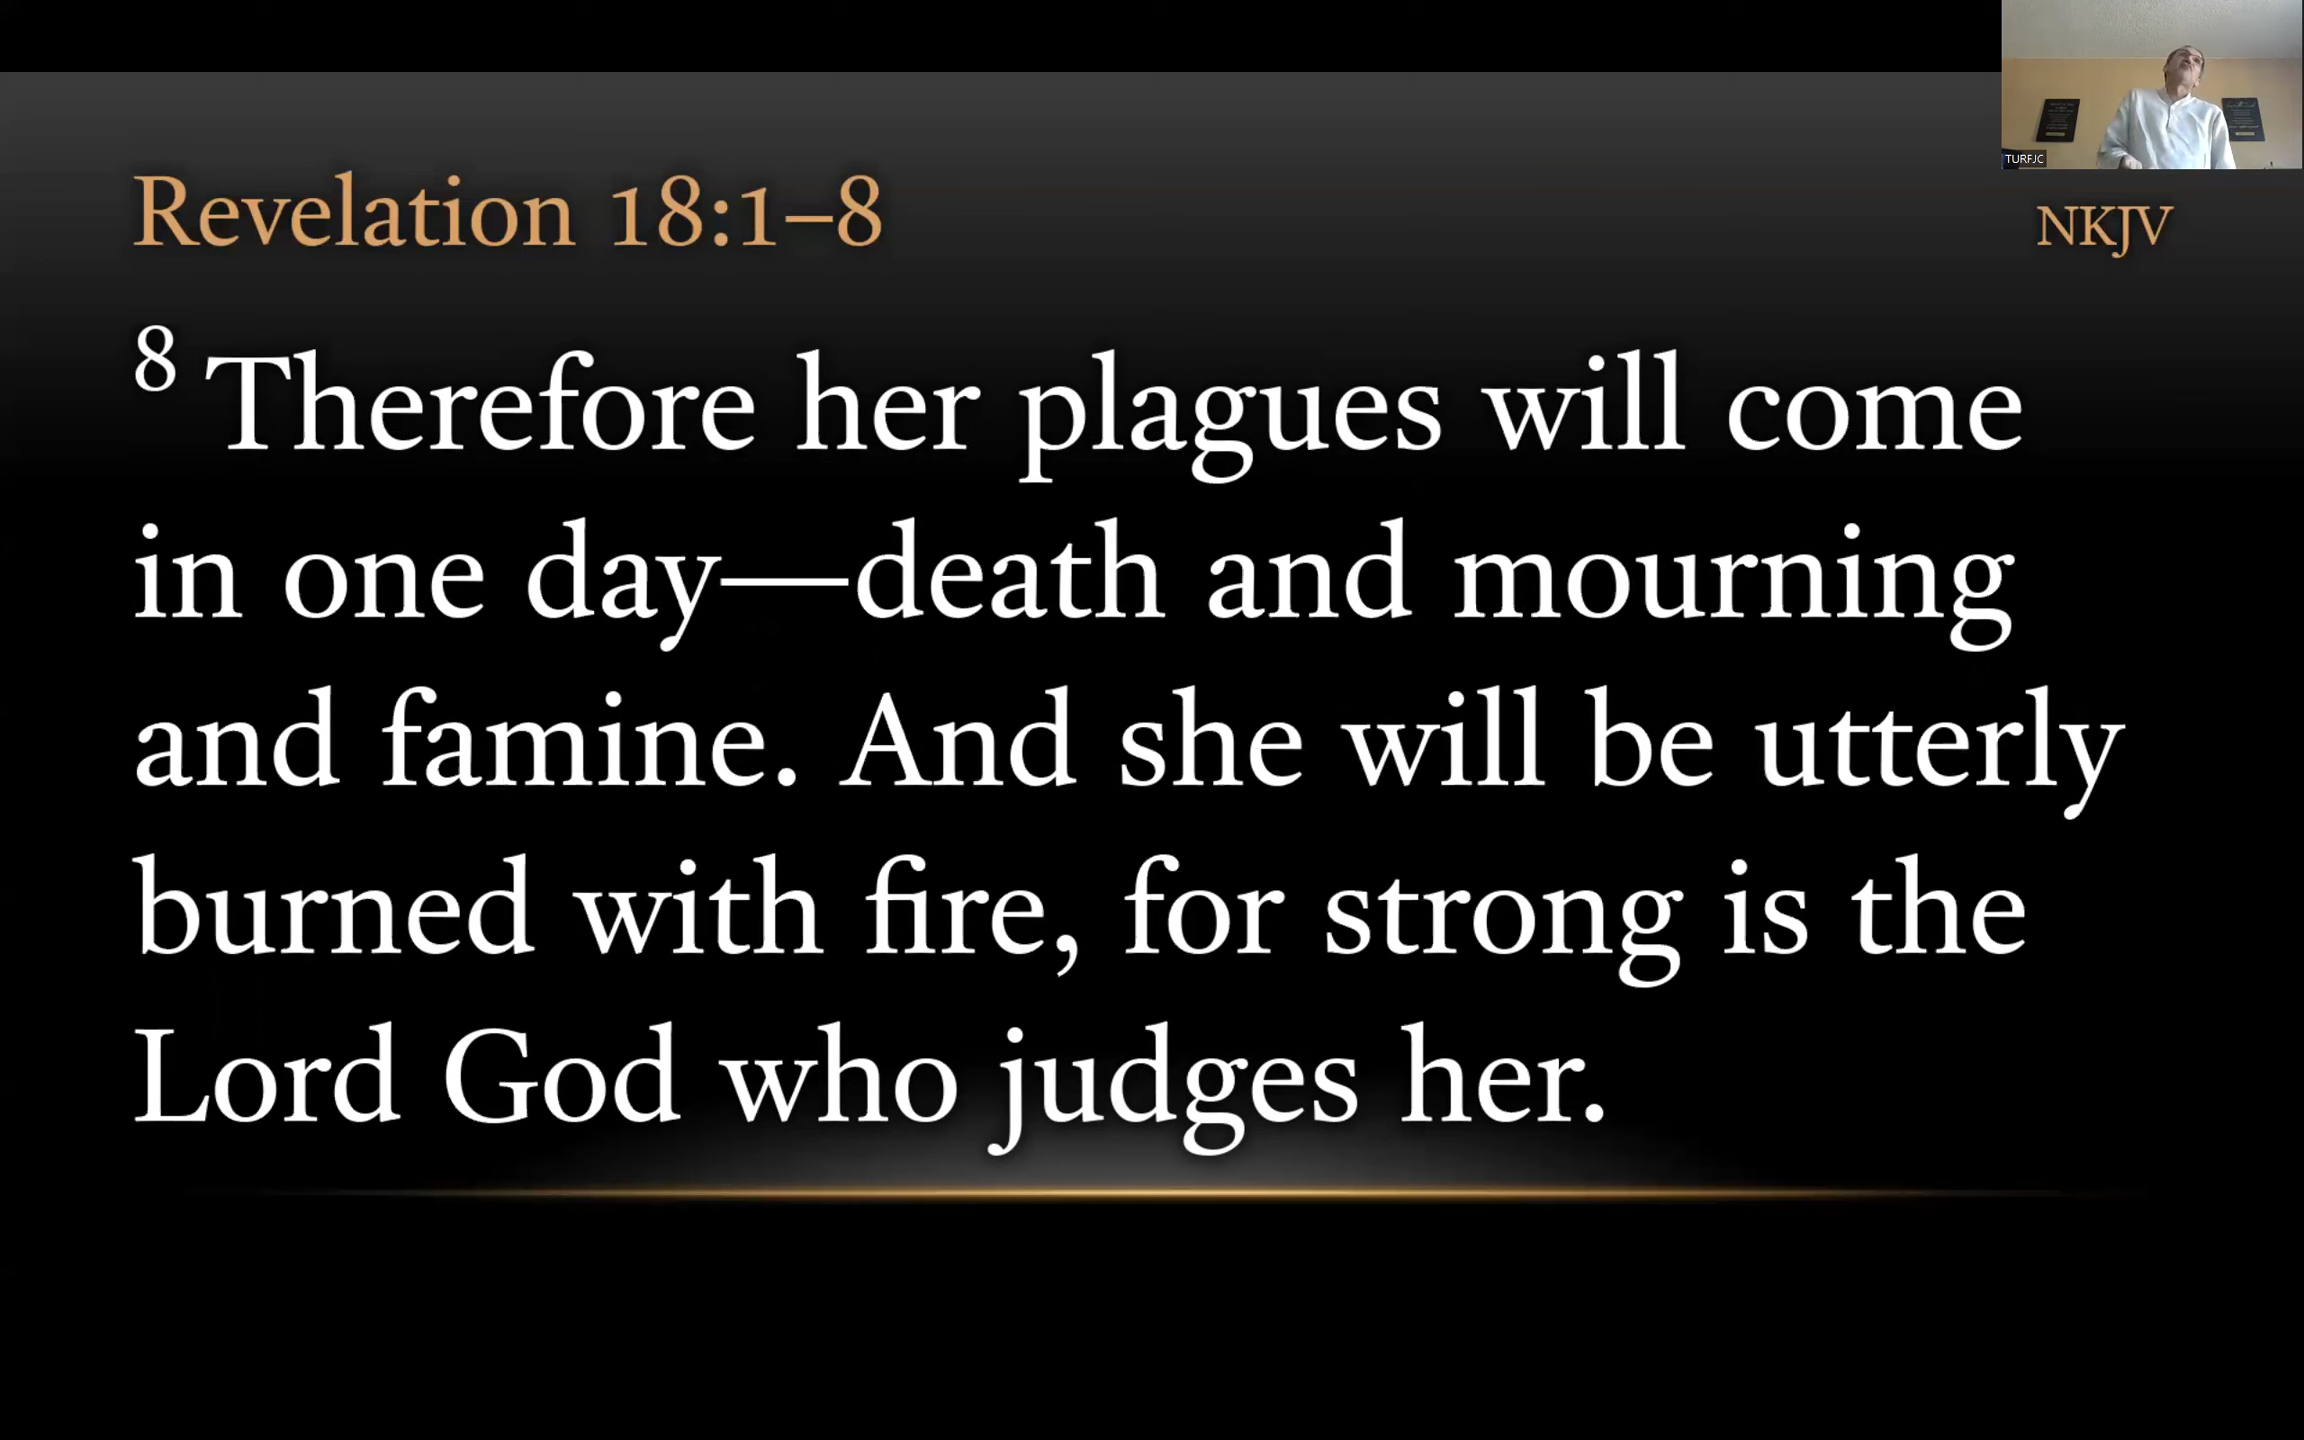 TURFJC
Revelation 18:1–8
NKJV
8 Therefore her plagues will come
in one day—death and mourning
and famine. And she will be utterly
burned with fire, for strong is the
Lord God who judges her.